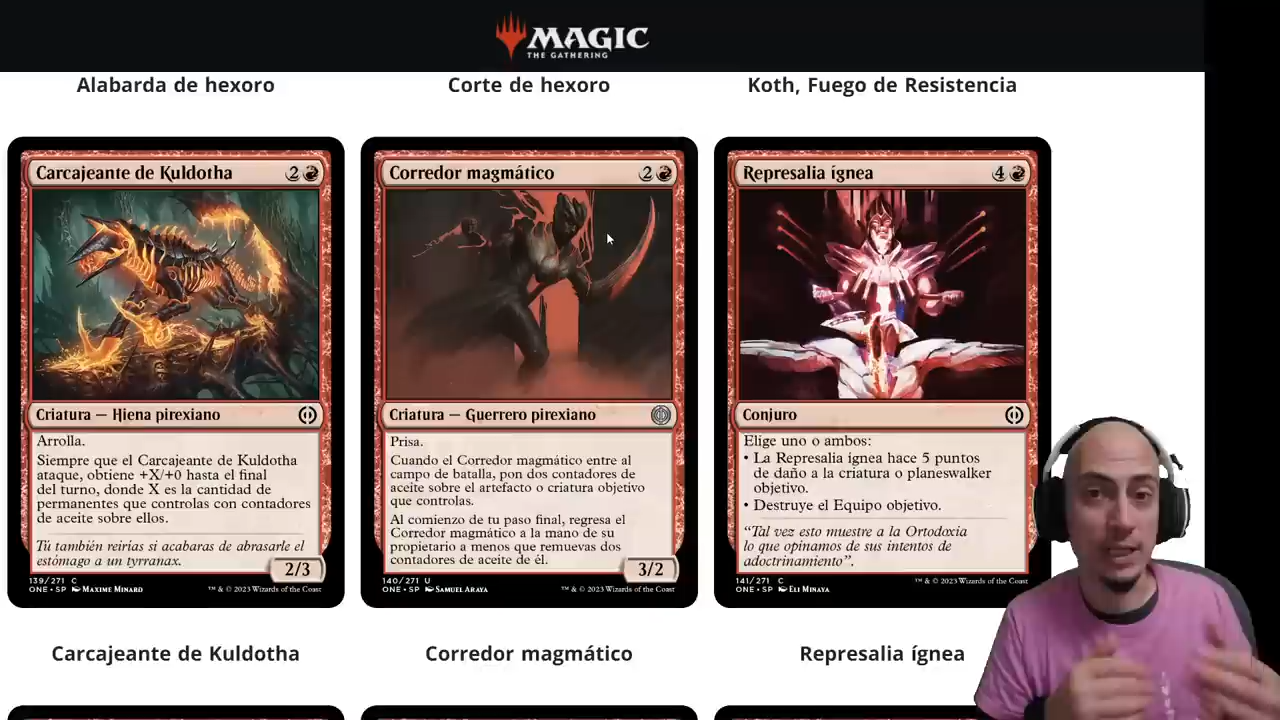 MAGIC
THE GATHERING
Alabarda de hexoro
Corte de hexoro
Koth, Fuego de Resistencia
Carcajeante de Kuldotha
2
Criatura — Hiena pirexiano
Arrolla.
Siempre que el Carcajeante de Kuldotha
ataque, obtiene +X/+0 hasta el final
del turno, donde X es la cantidad de
permanentes que controlas con contadores
de aceite sobre ellos.
Tú también reirías si acabaras de abrasarle el
estómago a un tyrranax.
2/3
139/271 C
ONE • SP MAXIME MINARD
™ & © 2023 Wizards of the Coast
Corredor magmático
2
Criatura — Guerrero pirexiano
Prisa.
Cuando el Corredor magmático entre al
campo de batalla, pon dos contadores de
aceite sobre el artefacto o criatura objetivo
que controlas.
Al comienzo de tu paso final, regresa el
Corredor magmático a la mano de su
propietario a menos que remuevas dos
contadores de aceite de él.
3/2
140/271 U
ONE • SP SAMUEL ARAYA
™ & © 2023 Wizards of the Coast
Represalia ígnea
4
Conjuro
Elige uno o ambos:
• La Represalia ígnea hace 5 puntos
de daño a la criatura o planeswalker
objetivo.
• Destruye el Equipo objetivo.
“Tal vez esto muestre a la Ortodoxia
lo que opinamos de sus intentos de
adoctrinamiento”.
141/271 C
ONE • SP ELI MINAYA
™ & © 2023 Wizards of the Coast
Carcajeante de Kuldotha
Corredor magmático
Represalia ígnea